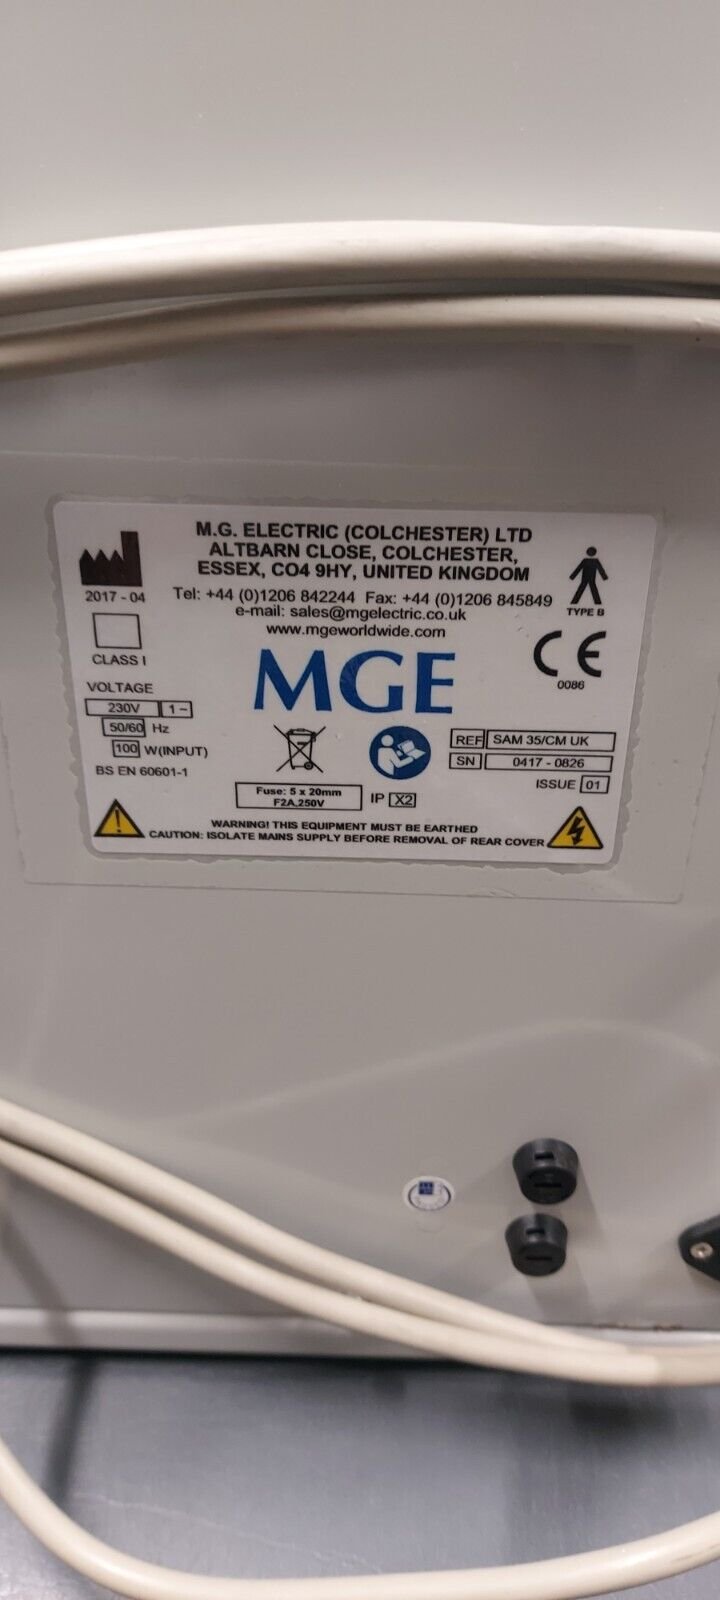 M.G. ELECTRIC (COLCHESTER) LTD
ALTBARN CLOSE, COLCHESTER,
ESSEX, CO4 9HY, UNITED KINGDOM
Tel: +44 (0)1206 842244 Fax: +44 (0)1206 845849
e-mail: sales@mgelectric.co.uk
www.mgeworldwide.com
2017 - 04
CLASS I
VOLTAGE
230V 1~
50/60 Hz
100 W(INPUT)
BS EN 60601-1
MGE
TYPE B
CE
0086
REF SAM 35/CM UK
SN 0417 - 0826
ISSUE 01
Fuse: 5 x 20mm
F2A,250V
IP X2
WARNING! THIS EQUIPMENT MUST BE EARTHED
CAUTION: ISOLATE MAINS SUPPLY BEFORE REMOVAL OF REAR COVER